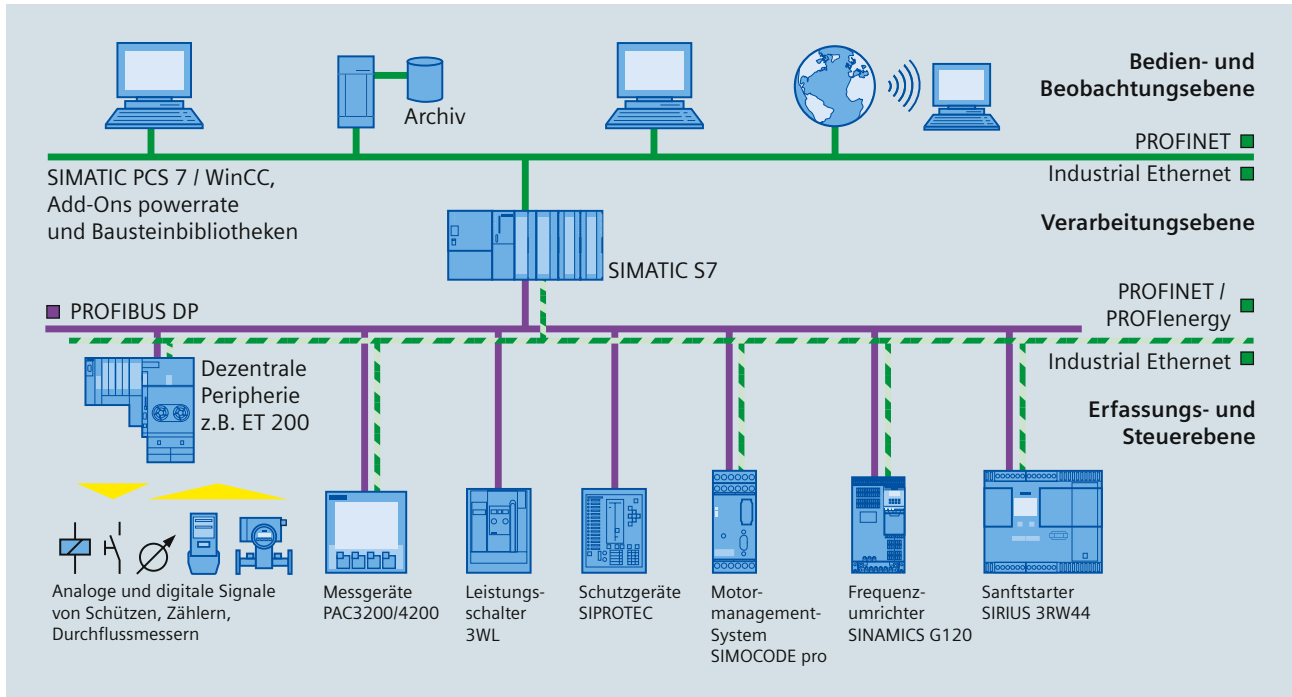 Bedien- und
Beobachtungsebene
Archiv
PROFINET
Industrial Ethernet
SIMATIC PCS 7 / WinCC,
Add-Ons powerrate
und Bausteinbibliotheken
Verarbeitungsebene
SIMATIC S7
PROFIBUS DP
PROFINET /
PROFIenergy
Industrial Ethernet
Dezentrale
Peripherie
z.B. ET 200
Erfassungs- und
Steuerebene
Analoge und digitale Signale
von Schützen, Zählern,
Durchflussmessern
Messgeräte
PAC3200/4200
Leistungs-
schalter
3WL
Schutzgeräte
SIPROTEC
Motor-
management-
System
SIMOCODE pro
Frequenz-
umrichter
SINAMICS G120
Sanftstarter
SIRIUS 3RW44